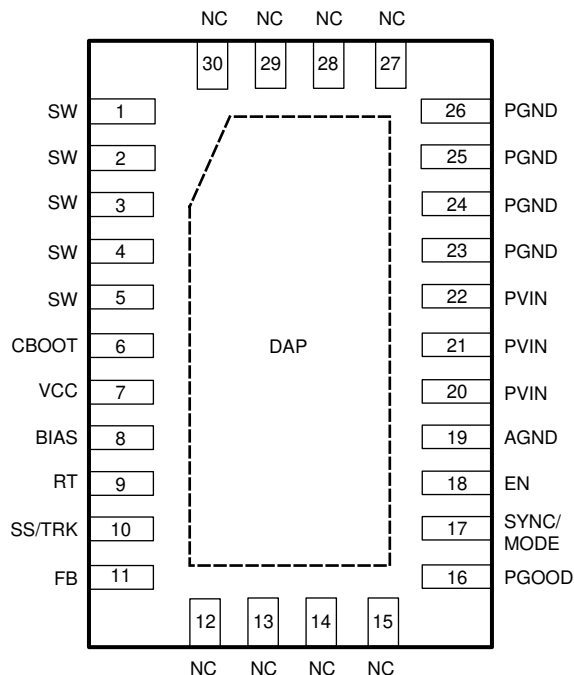 NC NC NC NC
30 29 28 27
SW 1 26 PGND
SW 2 25 PGND
SW 3 24 PGND
SW 4 23 PGND
SW 5 22 PVIN
CBOOT 6 DAP 21 PVIN
VCC 7 20 PVIN
BIAS 8 19 AGND
RT 9 18 EN
SS/TRK 10 17 SYNC/
MODE
FB 11 16 PGOOD
12 13 14 15
NC NC NC NC